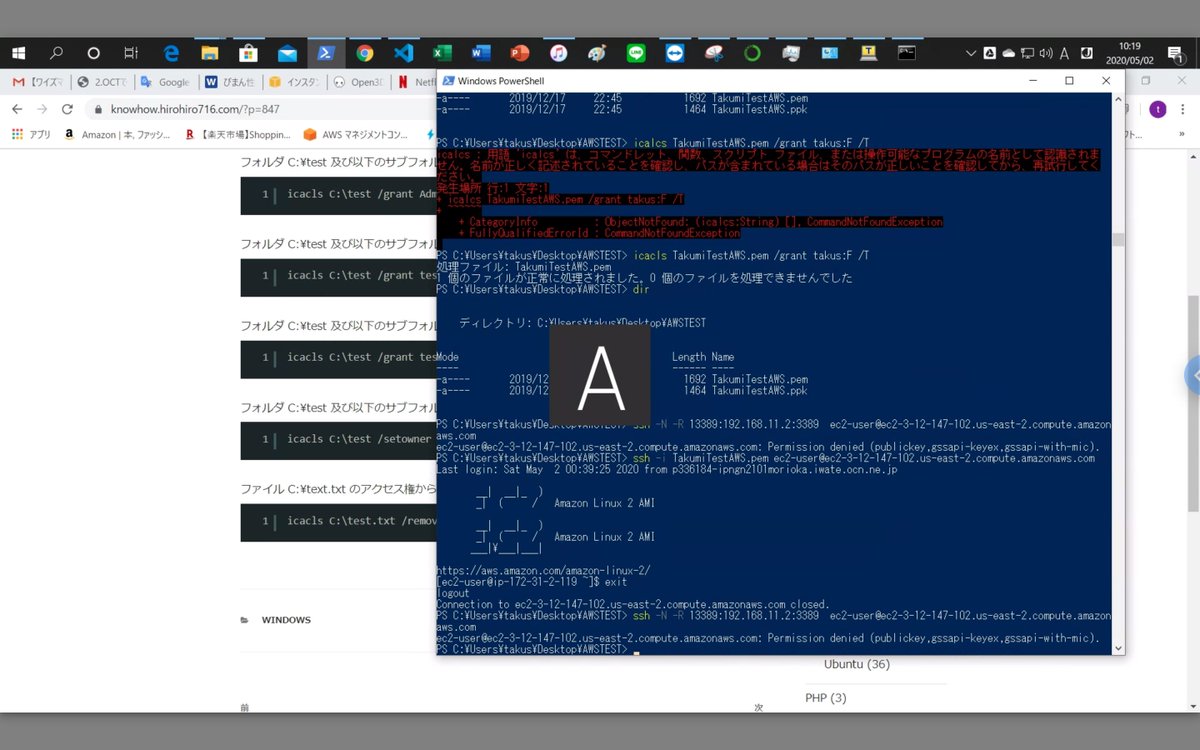 10:19
2020/05/02
A
1
M 【ワイズマ
2.OCTで
Google
びまん性
インスタン
Open3D
Netfl
knowhow.hirohiro716.com/?p=847
t
アプリ
Amazon | 本, ファッシ...
【楽天市場】Shoppin...
AWS マネジメントコン...
フォルダ C:¥test 及び以下のサブフォル
1 icacls C:\test /grant Adm
フォルダ C:¥test 及び以下のサブフォル
1 icacls C:\test /grant tes
フォルダ C:¥test 及び以下のサブフォル
1 icacls C:\test /grant tes
フォルダ C:¥test 及び以下のサブフォル
1 icacls C:\test /setowner
ファイル C:¥text.txt のアクセス権から
1 icacls C:\test.txt /remov
WINDOWS
前
次
Ubuntu (36)
PHP (3)
Windows PowerShell
-a---- 2019/12/17 22:45 1692 TakumiTestAWS.pem
-a---- 2019/12/17 22:45 1464 TakumiTestAWS.ppk
PS C:¥Users¥takus¥Desktop¥AWSTEST> icalcs TakumiTestAWS.pem /grant takus:F /T
icalcs : 用語 'icalcs' は、コマンドレット、関数、スクリプト ファイル、または操作可能なプログラムの名前として認識されま
せん。名前が正しく記述されていることを確認し、パスが含まれている場合はそのパスが正しいことを確認してから、再試行してく
ださい。
発生場所 行:1 文字:1
+ icalcs TakumiTestAWS.pem /grant takus:F /T
+ ~~~~~~
+ CategoryInfo : ObjectNotFound: (icalcs:String) [], CommandNotFoundException
+ FullyQualifiedErrorId : CommandNotFoundException
PS C:¥Users¥takus¥Desktop¥AWSTEST> icacls TakumiTestAWS.pem /grant takus:F /T
処理ファイル: TakumiTestAWS.pem
1 個のファイルが正常に処理されました。0 個のファイルを処理できませんでした
PS C:¥Users¥takus¥Desktop¥AWSTEST> dir
ディレクトリ: C:¥Users¥takus¥Desktop¥AWSTEST
Mode Length Name
---- ------ ----
-a---- 2019/12 1692 TakumiTestAWS.pem
-a---- 2019/12 1464 TakumiTestAWS.ppk
A
PS C:¥Users¥takus¥Desktop¥AWSTEST> ssh -N -R 13389:192.168.11.2:3389 ec2-user@ec2-3-12-147-102.us-east-2.compute.amazon
aws.com
ec2-user@ec2-3-12-147-102.us-east-2.compute.amazonaws.com: Permission denied (publickey,gssapi-keyex,gssapi-with-mic).
PS C:¥Users¥takus¥Desktop¥AWSTEST> ssh -i TakumiTestAWS.pem ec2-user@ec2-3-12-147-102.us-east-2.compute.amazonaws.com
Last login: Sat May 2 00:39:25 2020 from p336184-ipngn2101morioka.iwate.ocn.ne.jp
__| __|_ )
_| ( / Amazon Linux 2 AMI
__| __|_ )
_| ( / Amazon Linux 2 AMI
___|¥___|___|
https://aws.amazon.com/amazon-linux-2/
[ec2-user@ip-172-31-2-119 ~]$ exit
logout
Connection to ec2-3-12-147-102.us-east-2.compute.amazonaws.com closed.
PS C:¥Users¥takus¥Desktop¥AWSTEST> ssh -N -R 13389:192.168.11.2:3389 ec2-user@ec2-3-12-147-102.us-east-2.compute.amazon
aws.com
ec2-user@ec2-3-12-147-102.us-east-2.compute.amazonaws.com: Permission denied (publickey,gssapi-keyex,gssapi-with-mic).
PS C:¥Users¥takus¥Desktop¥AWSTEST>